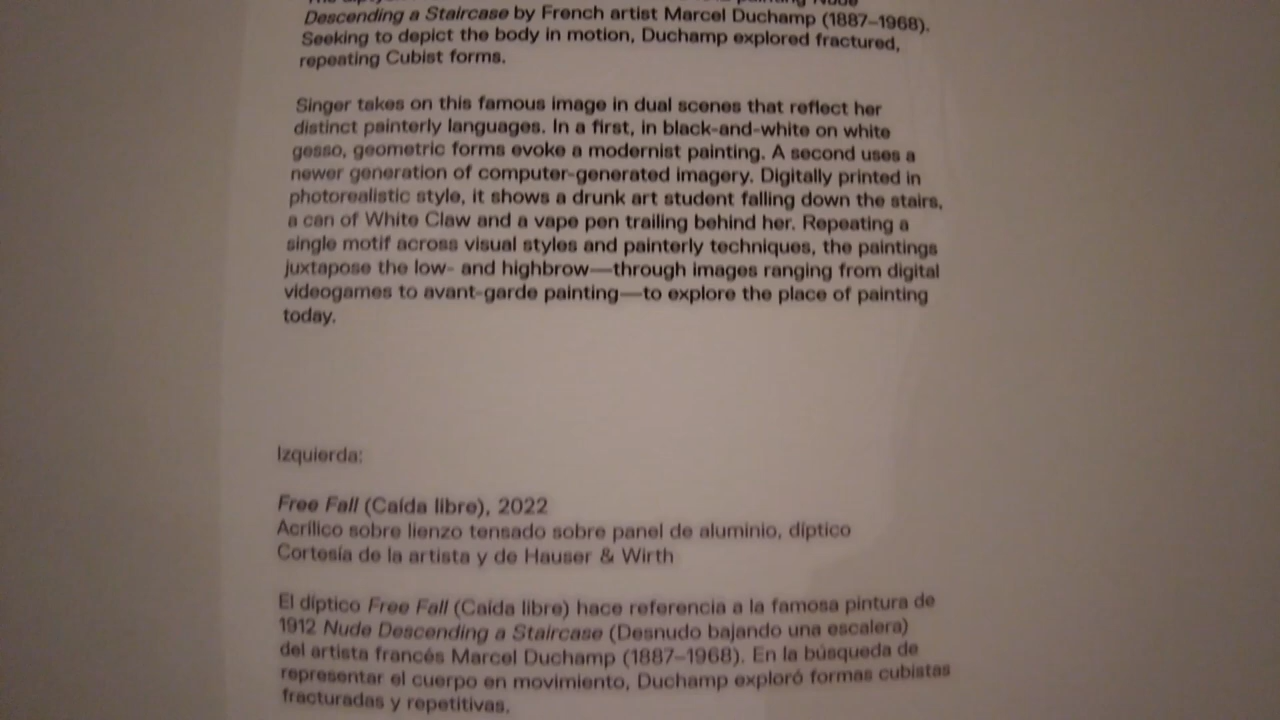 Descending a Staircase by French artist Marcel Duchamp (1887–1968).
Seeking to depict the body in motion, Duchamp explored fractured,
repeating Cubist forms.
Singer takes on this famous image in dual scenes that reflect her
distinct painterly languages. In a first, in black-and-white on white
gesso, geometric forms evoke a modernist painting. A second uses a
newer generation of computer-generated imagery. Digitally printed in
photorealistic style, it shows a drunk art student falling down the stairs,
a can of White Claw and a vape pen trailing behind her. Repeating a
single motif across visual styles and painterly techniques, the paintings
juxtapose the low- and highbrow—through images ranging from digital
videogames to avant-garde painting—to explore the place of painting
today.
Izquierda:
Free Fall (Caída libre), 2022
Acrílico sobre lienzo tensado sobre panel de aluminio, díptico
Cortesía de la artista y de Hauser & Wirth
El díptico Free Fall (Caída libre) hace referencia a la famosa pintura de
1912 Nude Descending a Staircase (Desnudo bajando una escalera)
del artista francés Marcel Duchamp (1887–1968). En la búsqueda de
representar el cuerpo en movimiento, Duchamp exploró formas cubistas
fracturadas y repetitivas.